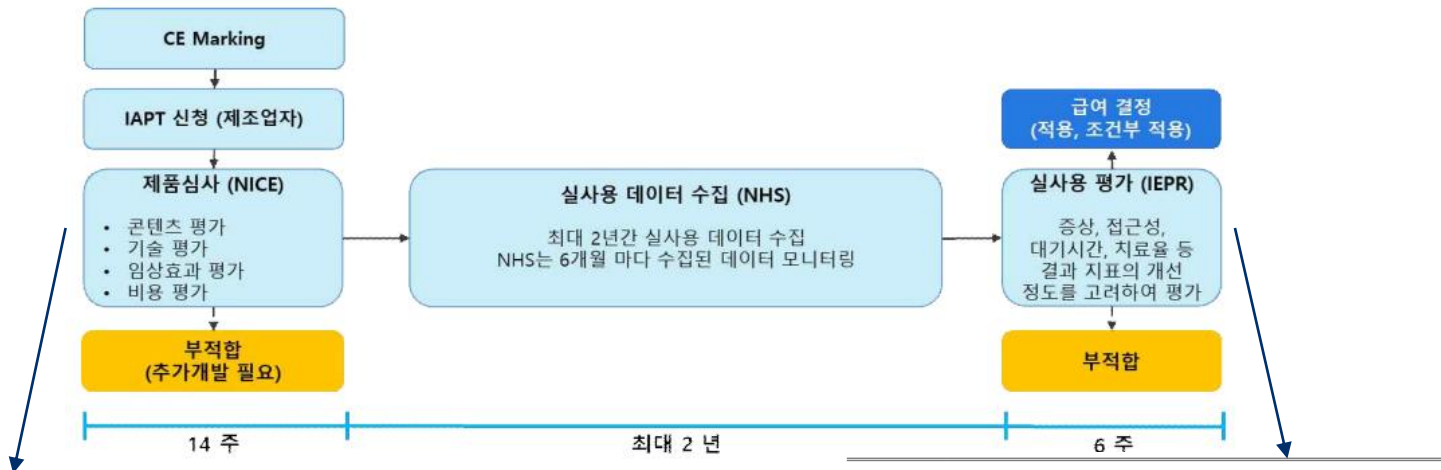 CE Marking
IAPT 신청 (제조업자)
제품심사 (NICE)
• 콘텐츠 평가
• 기술 평가
• 임상효과 평가
• 비용 평가
부적합
(추가개발 필요)
실사용 데이터 수집 (NHS)
최대 2년간 실사용 데이터 수집
NHS는 6개월 마다 수집된 데이터 모니터링
급여 결정
(적용, 조건부 적용)
실사용 평가 (IEPR)
증상, 접근성,
대기시간, 치료율 등
결과 지표의 개선
정도를 고려하여 평가
부적합
14 주
최대 2 년
6 주